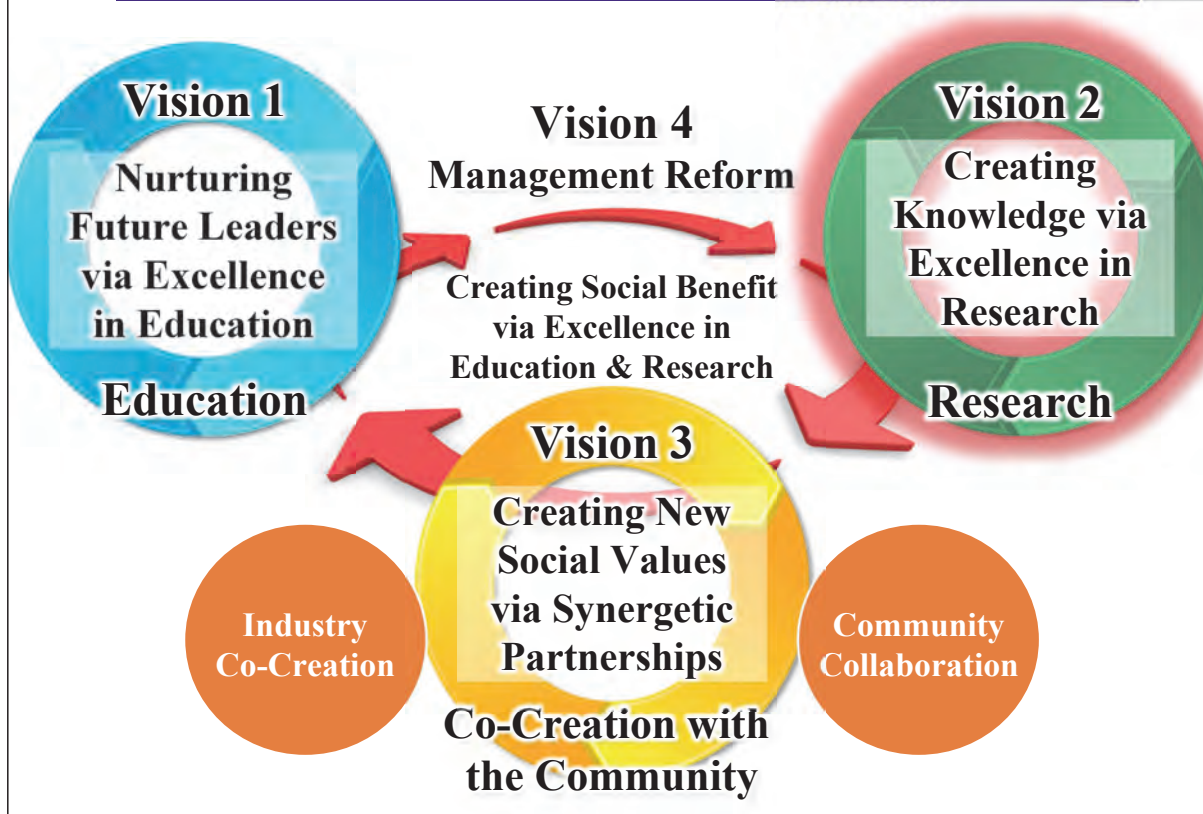 Vision 1
Nurturing
Future Leaders
via Excellence
in Education
Education
Vision 4
Management Reform
Creating Social Benefit
via Excellence in
Education & Research
Vision 2
Creating
Knowledge via
Excellence in
Research
Research
Vision 3
Creating New
Social Values
via Synergetic
Partnerships
Co-Creation with
the Community
Industry
Co-Creation
Community
Collaboration